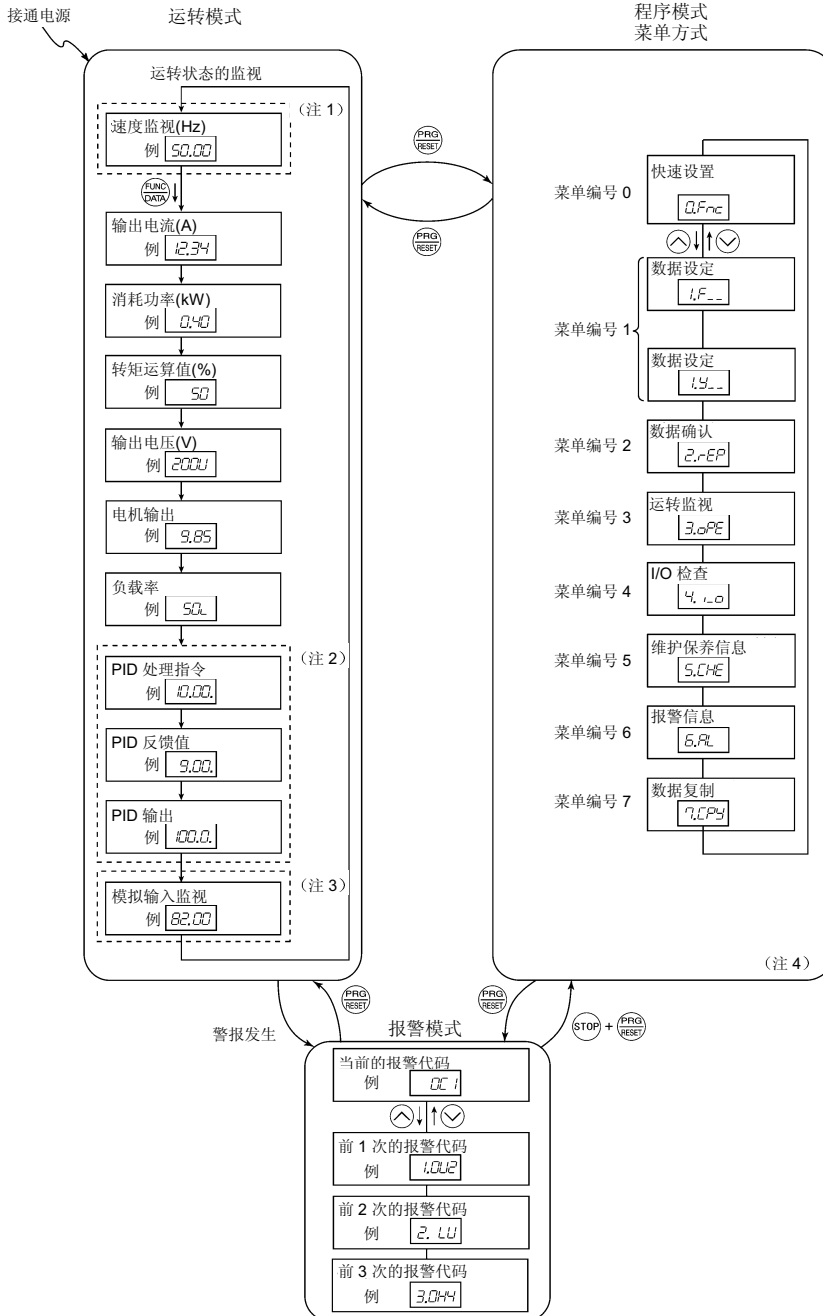 接通电源
运转模式
运转状态的监视
（注 1）
速度监视(Hz)
例 50.00
FUNC
DATA
输出电流(A)
例 12.34
消耗功率(kW)
例 0.40
转矩运算值(%)
例 50
输出电压(V)
例 200U
电机输出
例 9.85
负载率
例 50L
（注 2）
PID 处理指令
例 10.00.
PID 反馈值
例 9.00.
PID 输出
例 100.0.
（注 3）
模拟输入监视
例 82.00
PRG
RESET
PRG
RESET
程序模式
菜单方式
菜单编号 0
快速设置
0.Fnc
菜单编号 1
数据设定
1.F__
数据设定
1.y__
菜单编号 2
数据确认
2.rEP
菜单编号 3
运转监视
3.oPE
菜单编号 4
I/O 检查
4.i_o
菜单编号 5
维护保养信息
5.CHE
菜单编号 6
报警信息
6.AL
菜单编号 7
数据复制
7.CPY
（注 4）
警报发生
PRG
RESET
报警模式
PRG
RESET
STOP + PRG
RESET
当前的报警代码
例 OC1
前 1 次的报警代码
例 1.OU2
前 2 次的报警代码
例 2. LU
前 3 次的报警代码
例 3.OH4